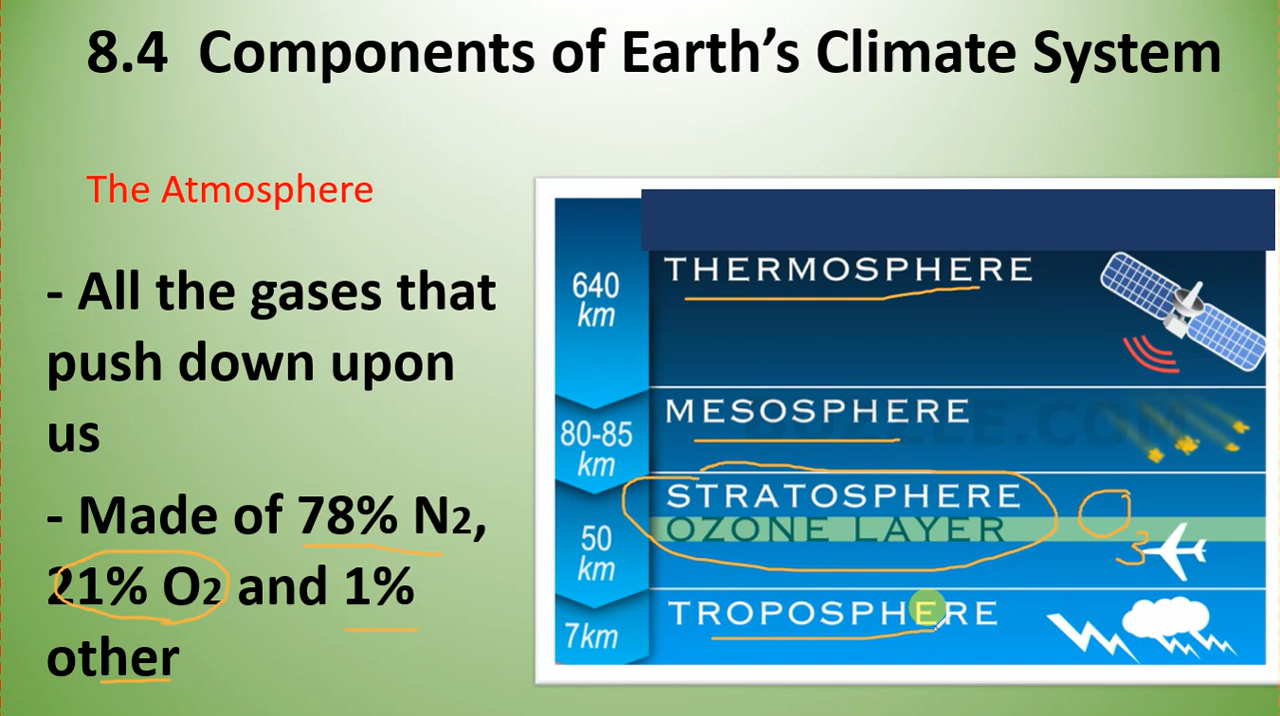 8.4 Components of Earth's Climate System
The Atmosphere
- All the gases that
push down upon
us
- Made of 78% N2,
21% O2 and 1%
other
640
km
THERMOSPHERE
80-85
km
MESOSPHERE
STRATOSPHERE
OZONE LAYER
50
km
O3
TROPOSPHERE
7km